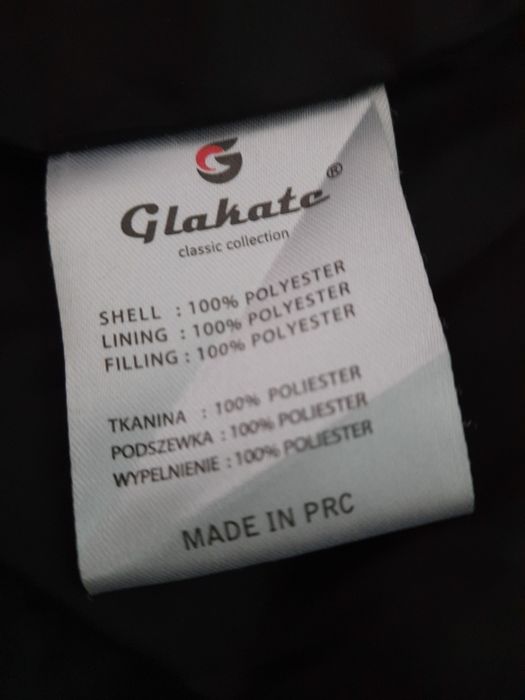 G
Glakate®
classic collection
SHELL : 100% POLYESTER
LINING : 100% POLYESTER
FILLING : 100% POLYESTER
TKANINA : 100% POLIESTER
PODSZEWKA : 100% POLIESTER
WYPELNIENIE : 100% POLIESTER
MADE IN PRC